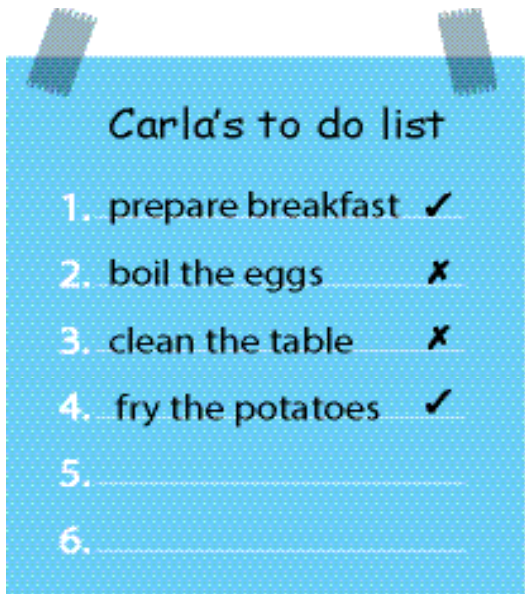 Carla's to do list
1. prepare breakfast ✓
2. boil the eggs ✗
3. clean the table ✗
4. fry the potatoes ✓
5.
6.